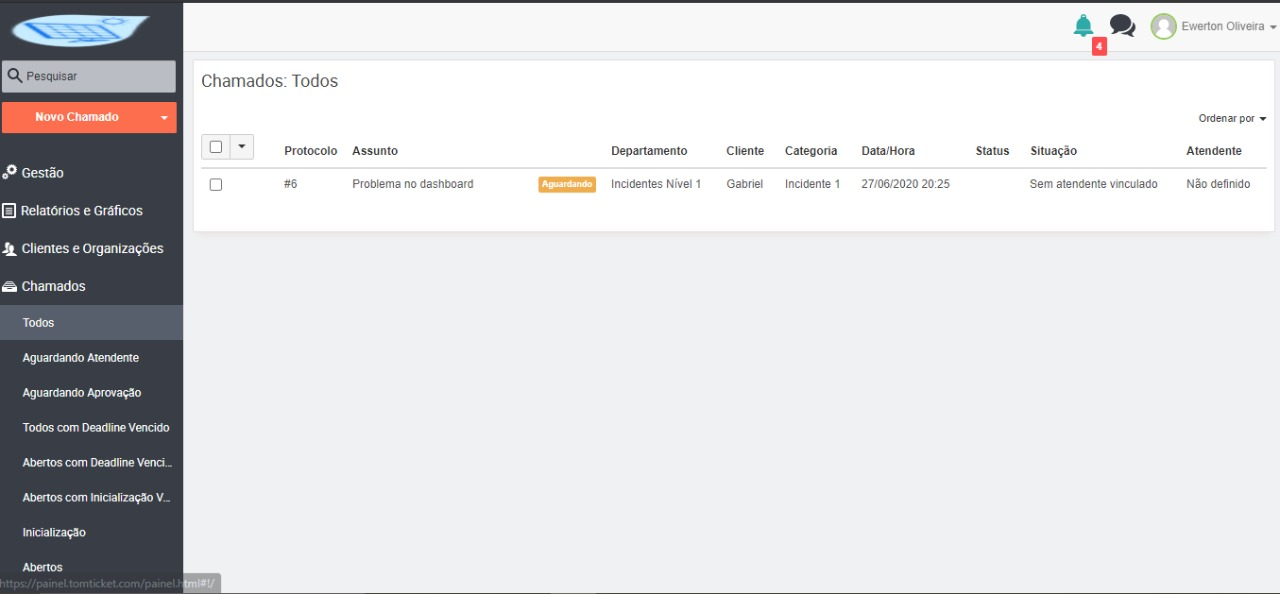 Ewerton Oliveira
4
Pesquisar
Novo Chamado
Gestão
Relatórios e Gráficos
Clientes e Organizações
Chamados
Todos
Aguardando Atendente
Aguardando Aprovação
Todos com Deadline Vencido
Abertos com Deadline Venci...
Abertos com Inicialização V...
Inicialização
Abertos
https://painel.tomticket.com/painel.html#!/
Chamados: Todos
Ordenar por
Protocolo Assunto Departamento Cliente Categoria Data/Hora Status Situação Atendente
#6 Problema no dashboard Aguardando Incidentes Nível 1 Gabriel Incidente 1 27/06/2020 20:25 Sem atendente vinculado Não definido